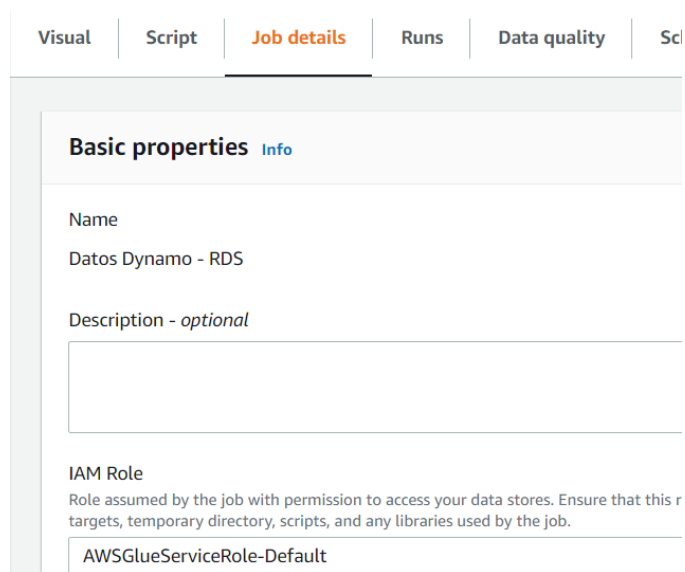 Visual Script Job details Runs Data quality
Basic properties Info
Name
Datos Dynamo - RDS
Description - optional
IAM Role
Role assumed by the job with permission to access your data stores. Ensure that this
targets, temporary directory, scripts, and any libraries used by the job.
AWSGlueServiceRole-Default